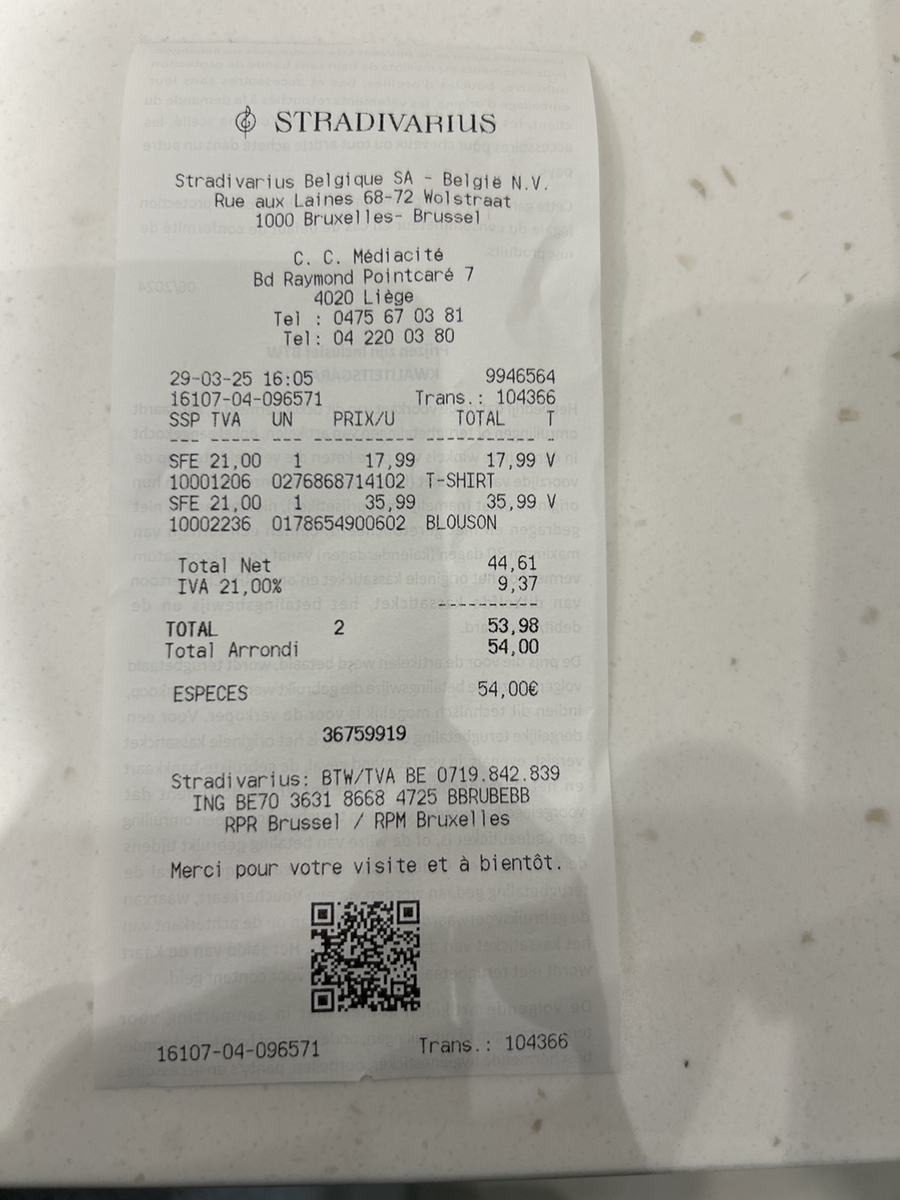 STRADIVARIUS
Stradivarius Belgique SA - België N.V.
Rue aux Laines 68-72 Wolstraat
1000 Bruxelles- Brussel
C. C. Médiacité
Bd Raymond Pointcaré 7
4020 Liège
Tel : 0475 67 03 81
Tel: 04 220 03 80
29-03-25 16:05 9946564
16107-04-096571 Trans.: 104366
SSP TVA UN PRIX/U TOTAL T
--- ----- --- ---------- ----------- --
SFE 21,00 1 17,99 17,99 V
10001206 0276868714102 T-SHIRT
SFE 21,00 1 35,99 35,99 V
10002236 0178654900602 BLOUSON
Total Net 44,61
IVA 21,00% 9,37
-----------
TOTAL 2 53,98
Total Arrondi 54,00
ESPECES 54,00€
36759919
Stradivarius: BTW/TVA BE 0719.842.839
ING BE70 3631 8668 4725 BBRUBEBB
RPR Brussel / RPM Bruxelles
Merci pour votre visite et à bientôt.
16107-04-096571 Trans.: 104366